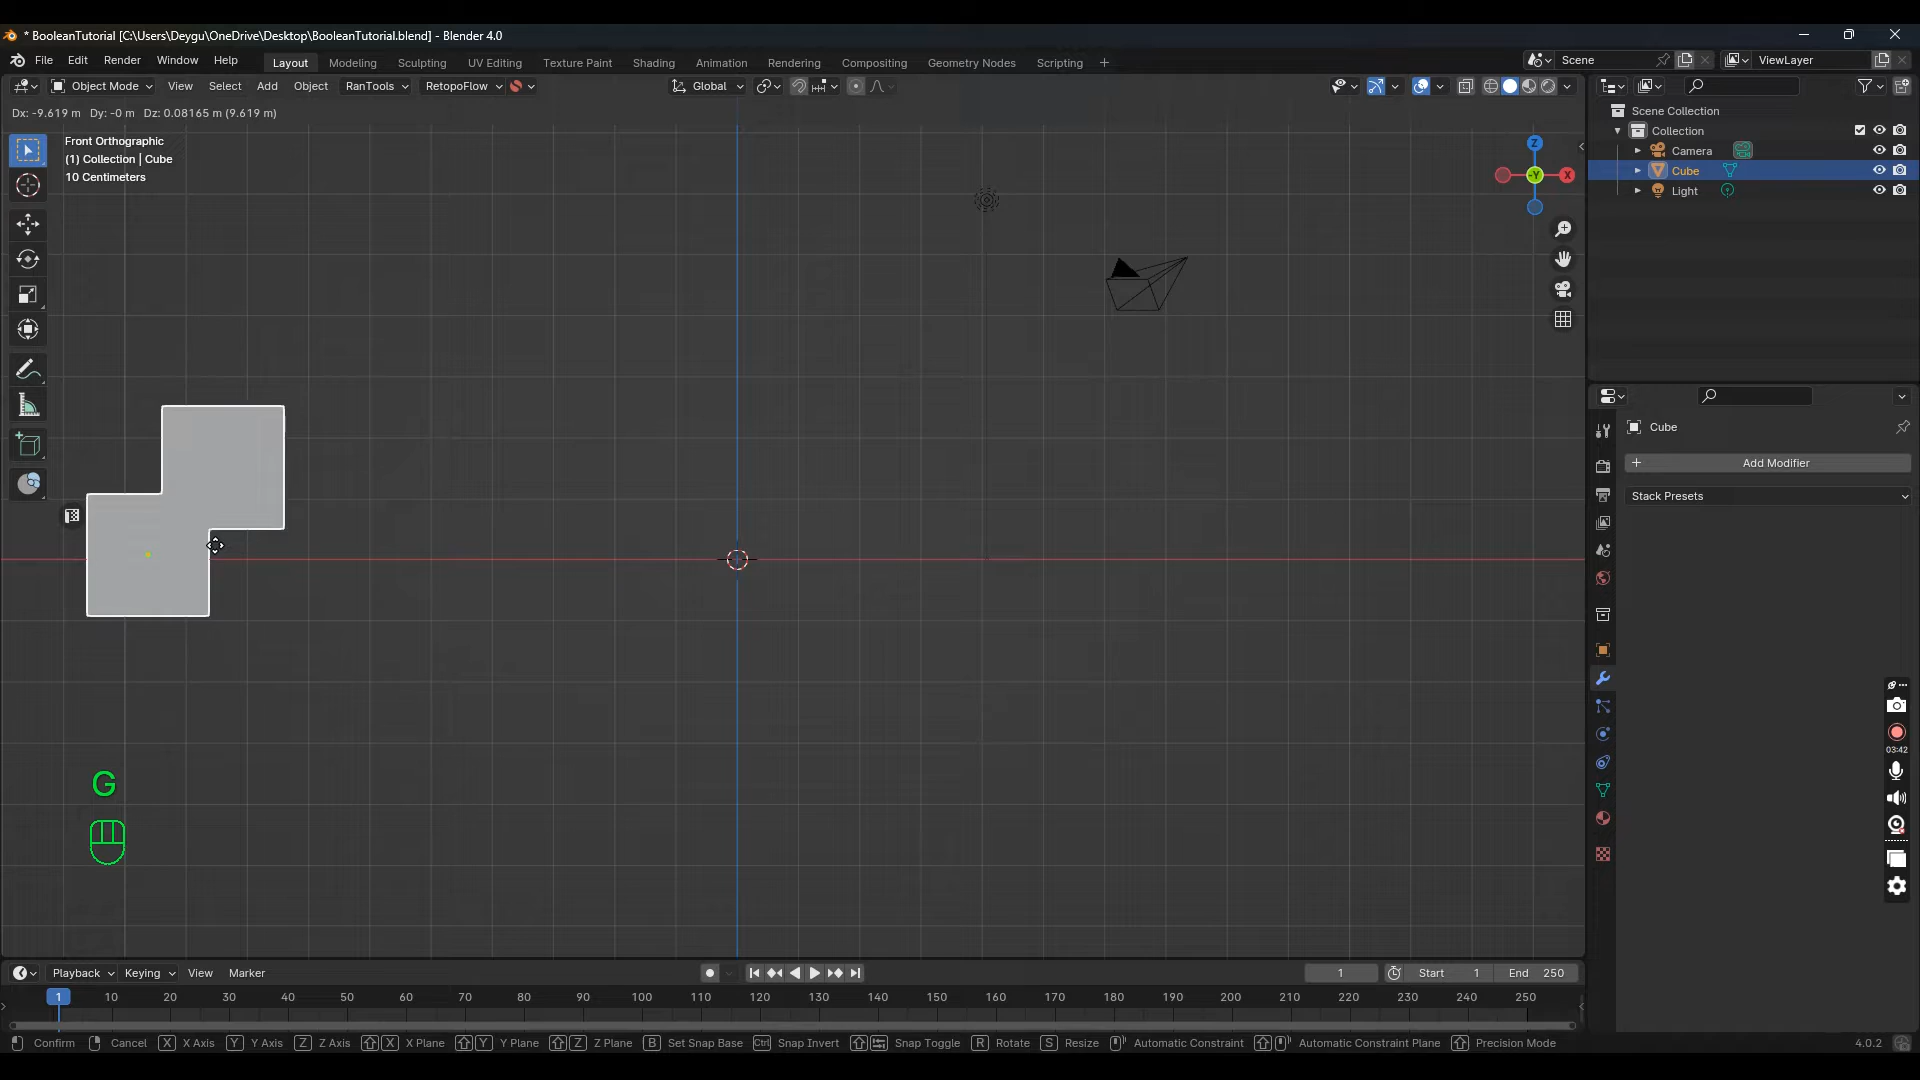 * BooleanTutorial [C:\Users\Deygu\OneDrive\Desktop\BooleanTutorial.blend] - Blender 4.0
File Edit Render Window Help Layout Modeling Sculpting UV Editing Texture Paint Shading Animation Rendering Compositing Geometry Nodes Scripting + Scene ViewLayer
Object Mode View Select Add Object RanTools RetopoFlow Global
Dx: -9.619 m Dy: -0 m Dz: 0.08165 m (9.619 m)
Front Orthographic
(1) Collection | Cube
10 Centimeters
Z
-Y
X
Scene Collection
Collection
Camera
Cube
Light
Cube
+ Add Modifier
Stack Presets
G
03:42
Playback Keying View Marker 1 Start 1 End 250
1 10 20 30 40 50 60 70 80 90 100 110 120 130 140 150 160 170 180 190 200 210 220 230 240 250
Confirm Cancel X X Axis Y Y Axis Z Z Axis X X Plane Y Y Plane Z Z Plane B Set Snap Base Ctrl Snap Invert Snap Toggle R Rotate S Resize Automatic Constraint Automatic Constraint Plane Precision Mode 4.0.2